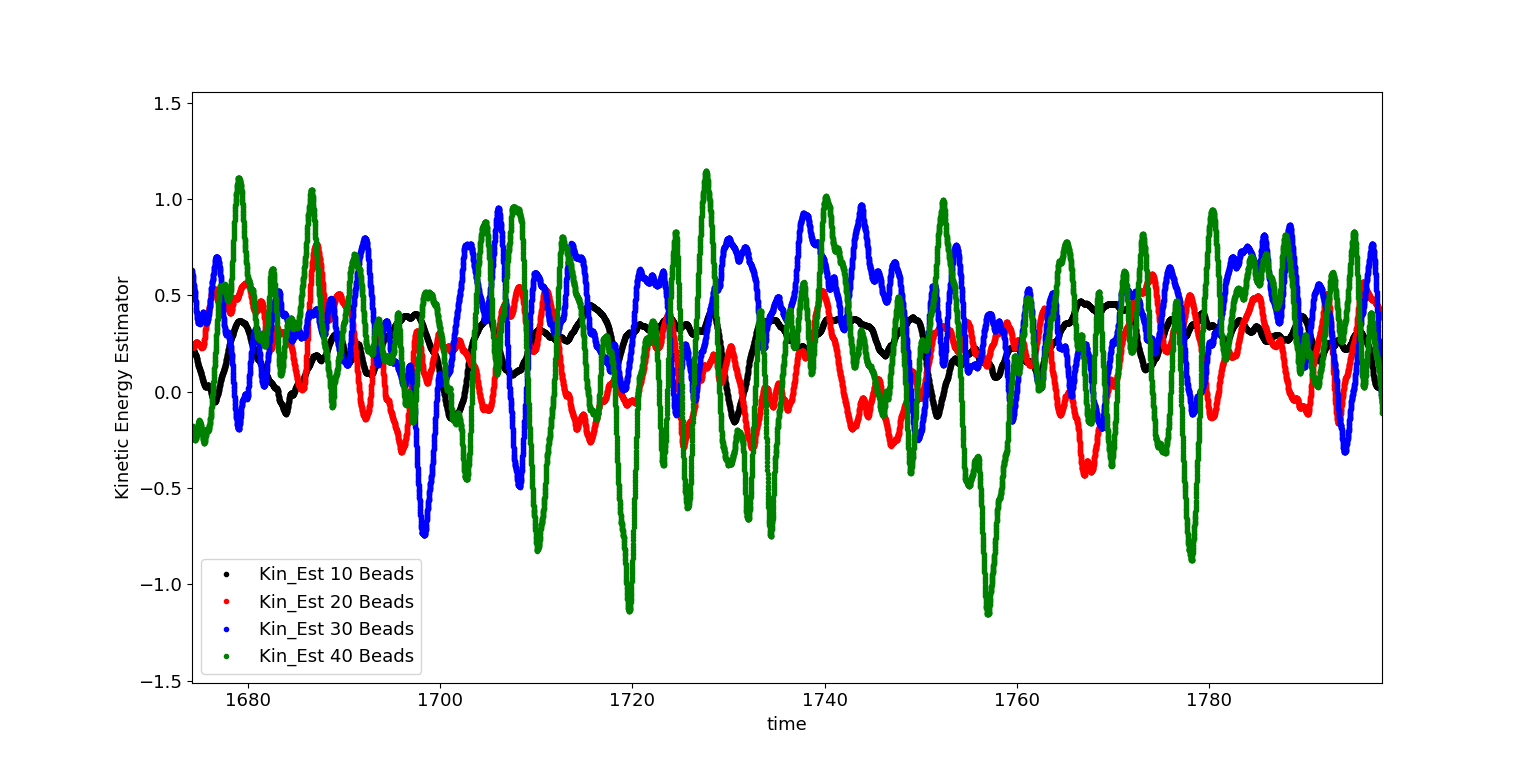 1.5
1.0
0.5
0.0
−0.5
−1.0
−1.5
Kinetic Energy Estimator
Kin_Est 10 Beads
Kin_Est 20 Beads
Kin_Est 30 Beads
Kin_Est 40 Beads
1680 1700 1720 1740 1760 1780
time